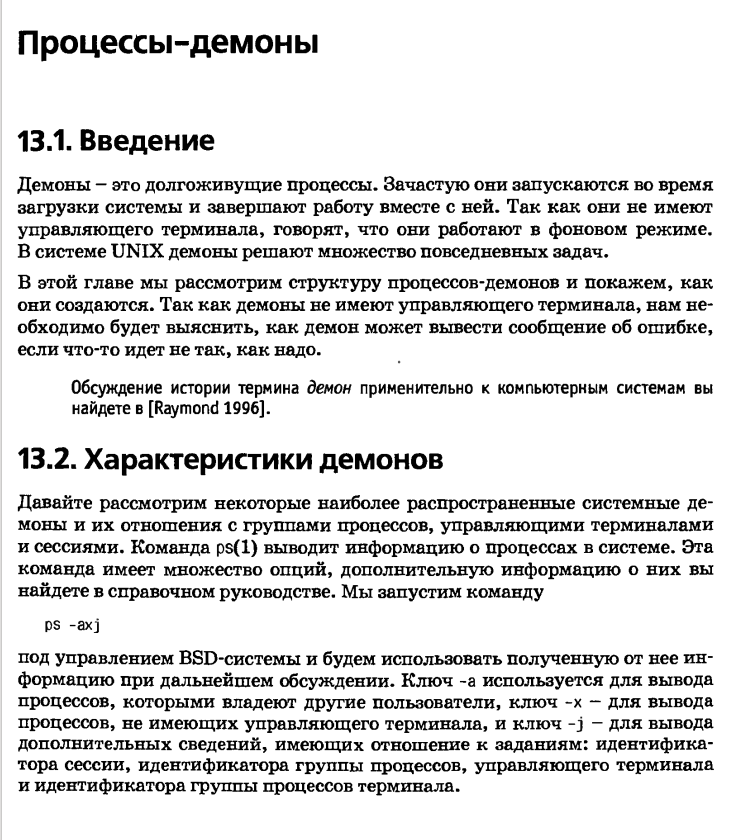 Процессы–демоны
13.1. Введение
Демоны – это долгоживущие процессы. Зачастую они запускаются во время
загрузки системы и завершают работу вместе с ней. Так как они не имеют
управляющего терминала, говорят, что они работают в фоновом режиме.
В системе UNIX демоны решают множество повседневных задач.
В этой главе мы рассмотрим структуру процессов-демонов и покажем, как
они создаются. Так как демоны не имеют управляющего терминала, нам не-
обходимо будет выяснить, как демон может вывести сообщение об ошибке,
если что-то идет не так, как надо.
Обсуждение истории термина демон применительно к компьютерным системам вы
найдете в [Raymond 1996].
13.2. Характеристики демонов
Давайте рассмотрим некоторые наиболее распространенные системные де-
моны и их отношения с группами процессов, управляющими терминалами
и сессиями. Команда ps(1) выводит информацию о процессах в системе. Эта
команда имеет множество опций, дополнительную информацию о них вы
найдете в справочном руководстве. Мы запустим команду
ps -axj
под управлением BSD-системы и будем использовать полученную от нее ин-
формацию при дальнейшем обсуждении. Ключ -a используется для вывода
процессов, которыми владеют другие пользователи, ключ -x – для вывода
процессов, не имеющих управляющего терминала, и ключ -j – для вывода
дополнительных сведений, имеющих отношение к заданиям: идентифика-
тора сессии, идентификатора группы процессов, управляющего терминала
и идентификатора группы процессов терминала.